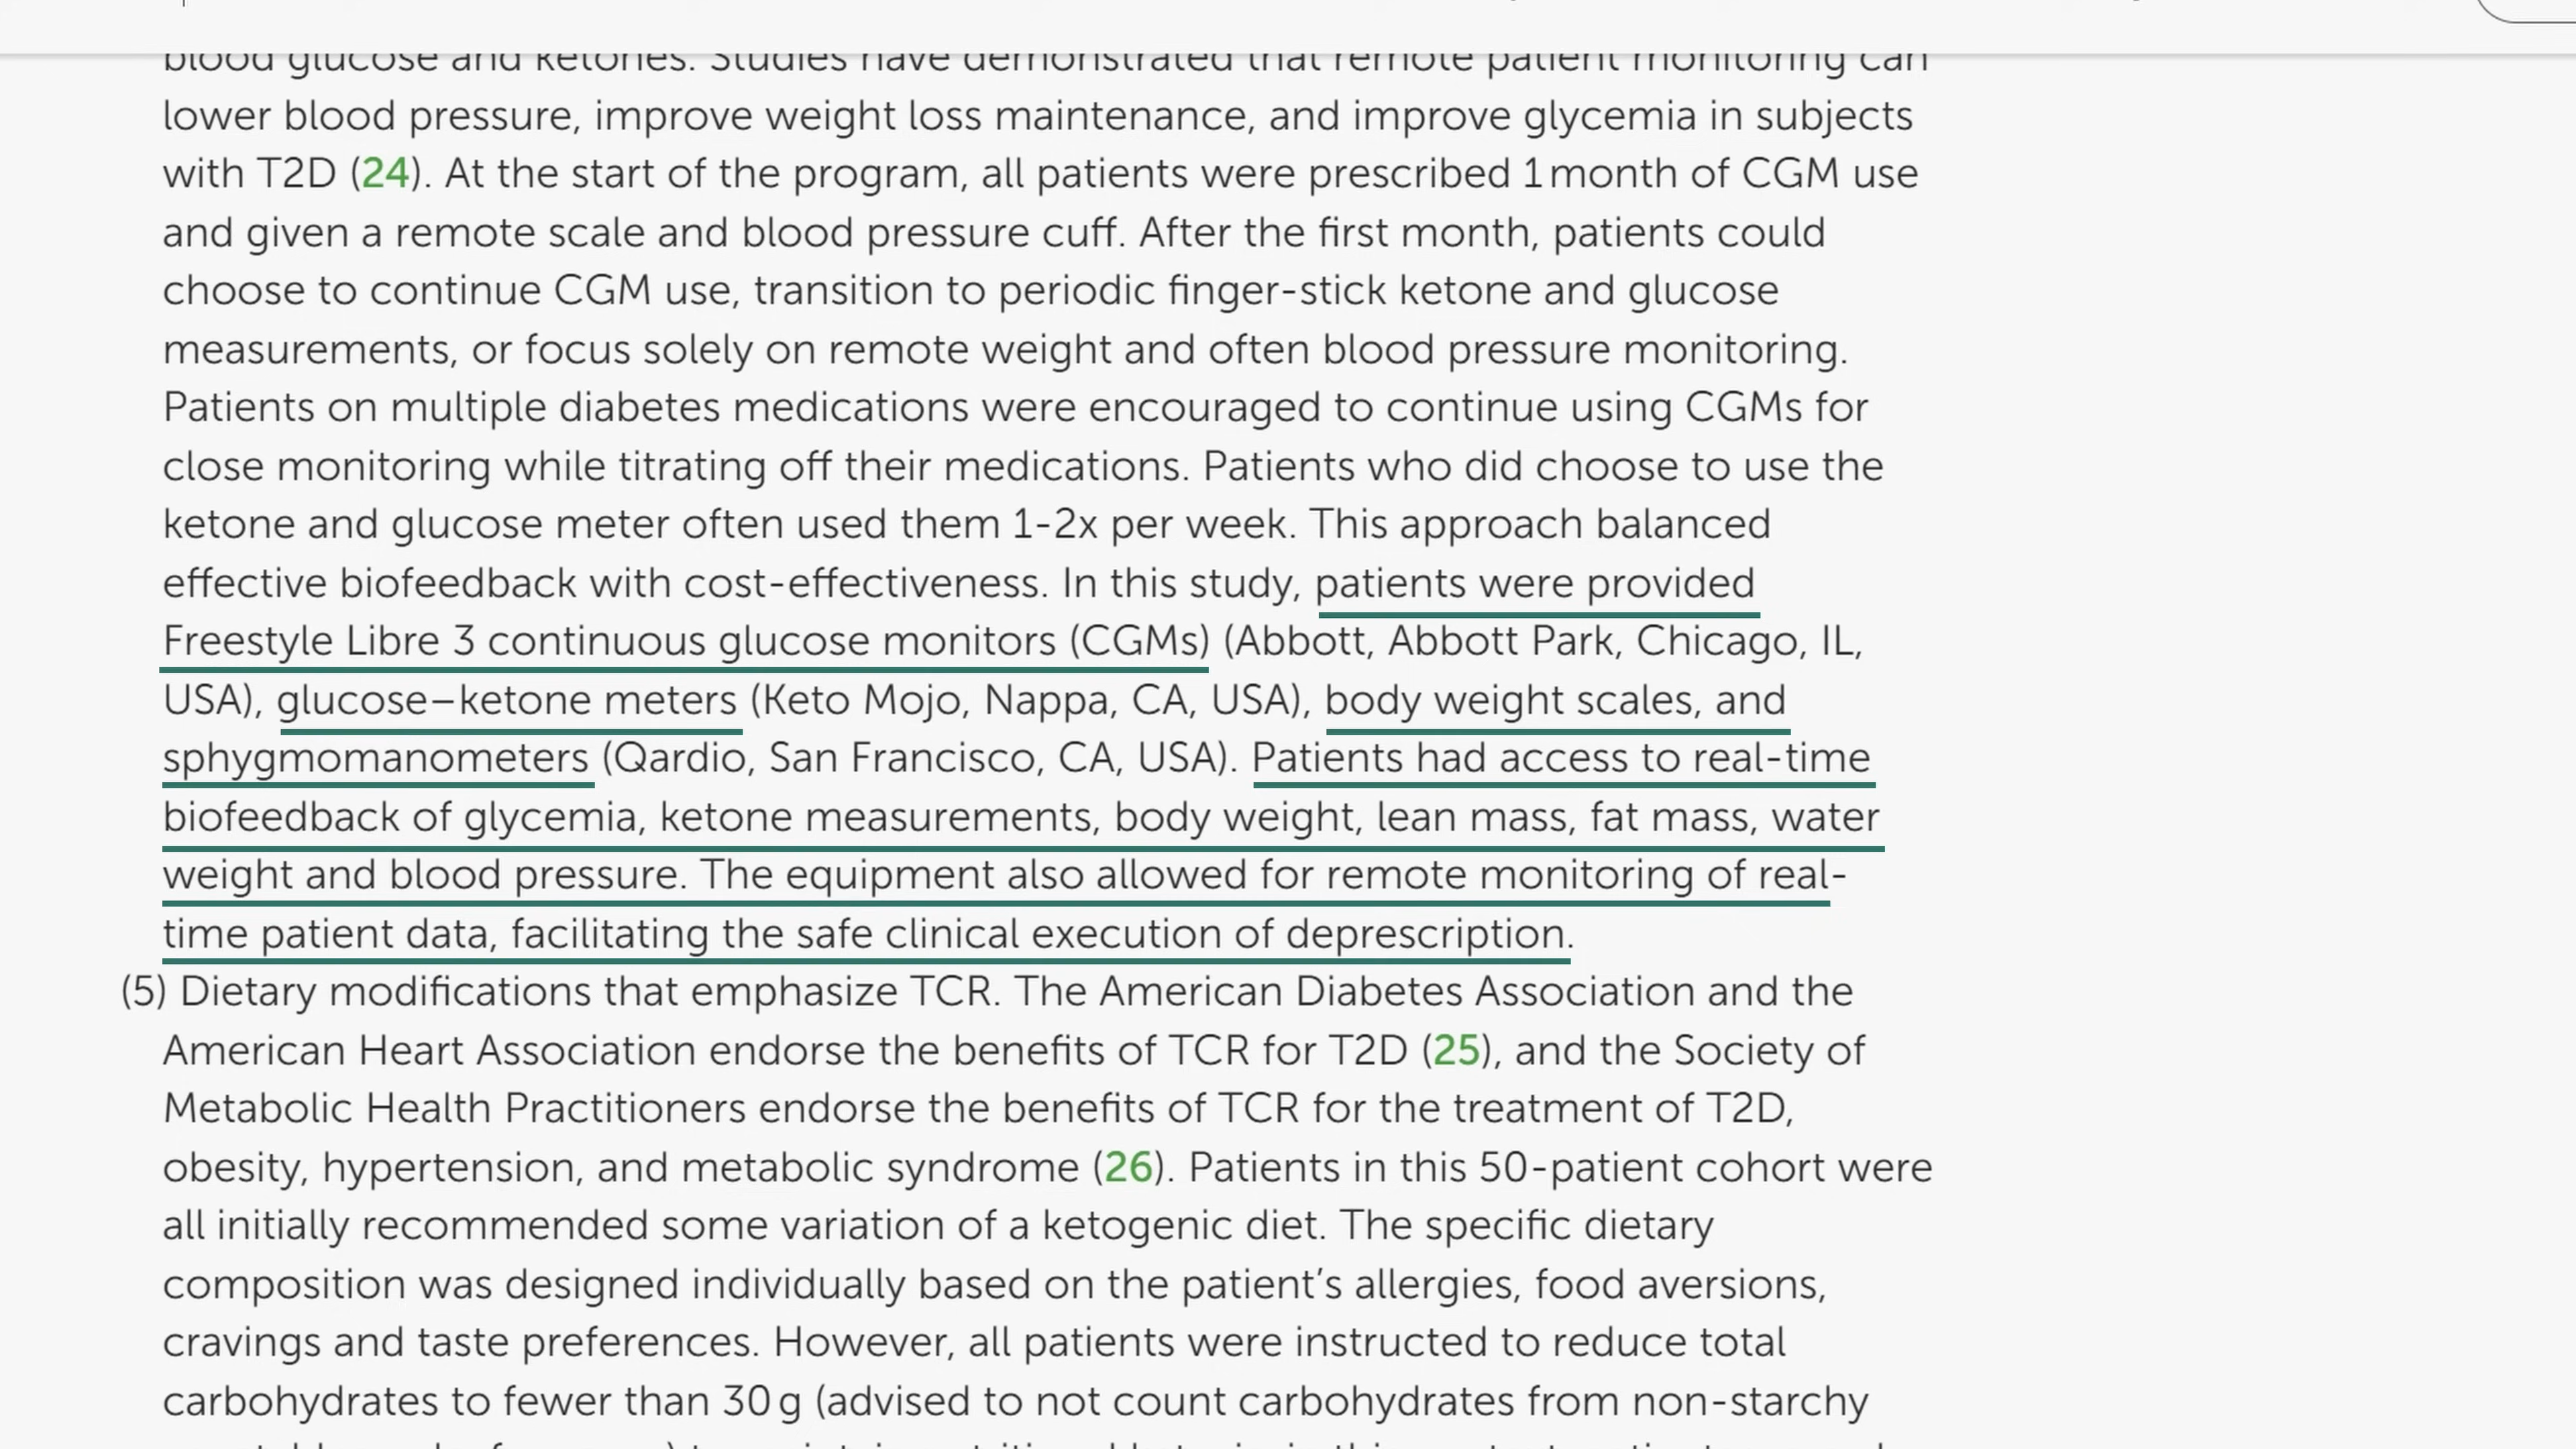 blood glucose and ketones. Studies have demonstrated that remote patient monitoring can
lower blood pressure, improve weight loss maintenance, and improve glycemia in subjects
with T2D (24). At the start of the program, all patients were prescribed 1 month of CGM use
and given a remote scale and blood pressure cuff. After the first month, patients could
choose to continue CGM use, transition to periodic finger-stick ketone and glucose
measurements, or focus solely on remote weight and often blood pressure monitoring.
Patients on multiple diabetes medications were encouraged to continue using CGMs for
close monitoring while titrating off their medications. Patients who did choose to use the
ketone and glucose meter often used them 1-2x per week. This approach balanced
effective biofeedback with cost-effectiveness. In this study, patients were provided
Freestyle Libre 3 continuous glucose monitors (CGMs) (Abbott, Abbott Park, Chicago, IL,
USA), glucose–ketone meters (Keto Mojo, Nappa, CA, USA), body weight scales, and
sphygmomanometers (Qardio, San Francisco, CA, USA). Patients had access to real-time
biofeedback of glycemia, ketone measurements, body weight, lean mass, fat mass, water
weight and blood pressure. The equipment also allowed for remote monitoring of real-
time patient data, facilitating the safe clinical execution of deprescription.
(5) Dietary modifications that emphasize TCR. The American Diabetes Association and the
American Heart Association endorse the benefits of TCR for T2D (25), and the Society of
Metabolic Health Practitioners endorse the benefits of TCR for the treatment of T2D,
obesity, hypertension, and metabolic syndrome (26). Patients in this 50-patient cohort were
all initially recommended some variation of a ketogenic diet. The specific dietary
composition was designed individually based on the patient’s allergies, food aversions,
cravings and taste preferences. However, all patients were instructed to reduce total
carbohydrates to fewer than 30 g (advised to not count carbohydrates from non-starchy